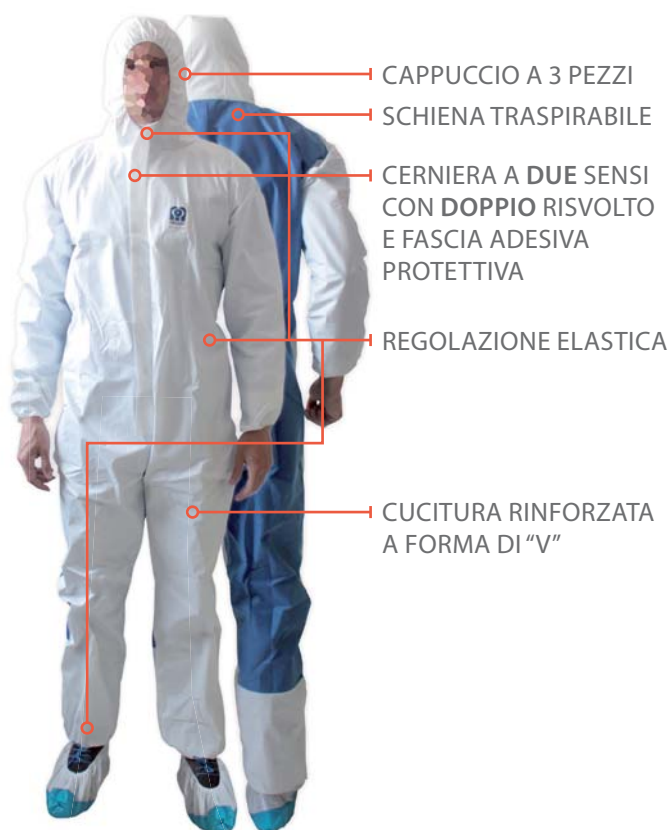 CAPPUCCIO A 3 PEZZI
SCHIENA TRASPIRABILE
CERNIERA A DUE SENSI
CON DOPPIO RISVOLTO
E FASCIA ADESIVA
PROTETTIVA
REGOLAZIONE ELASTICA
CUCITURA RINFORZATA
A FORMA DI “V”